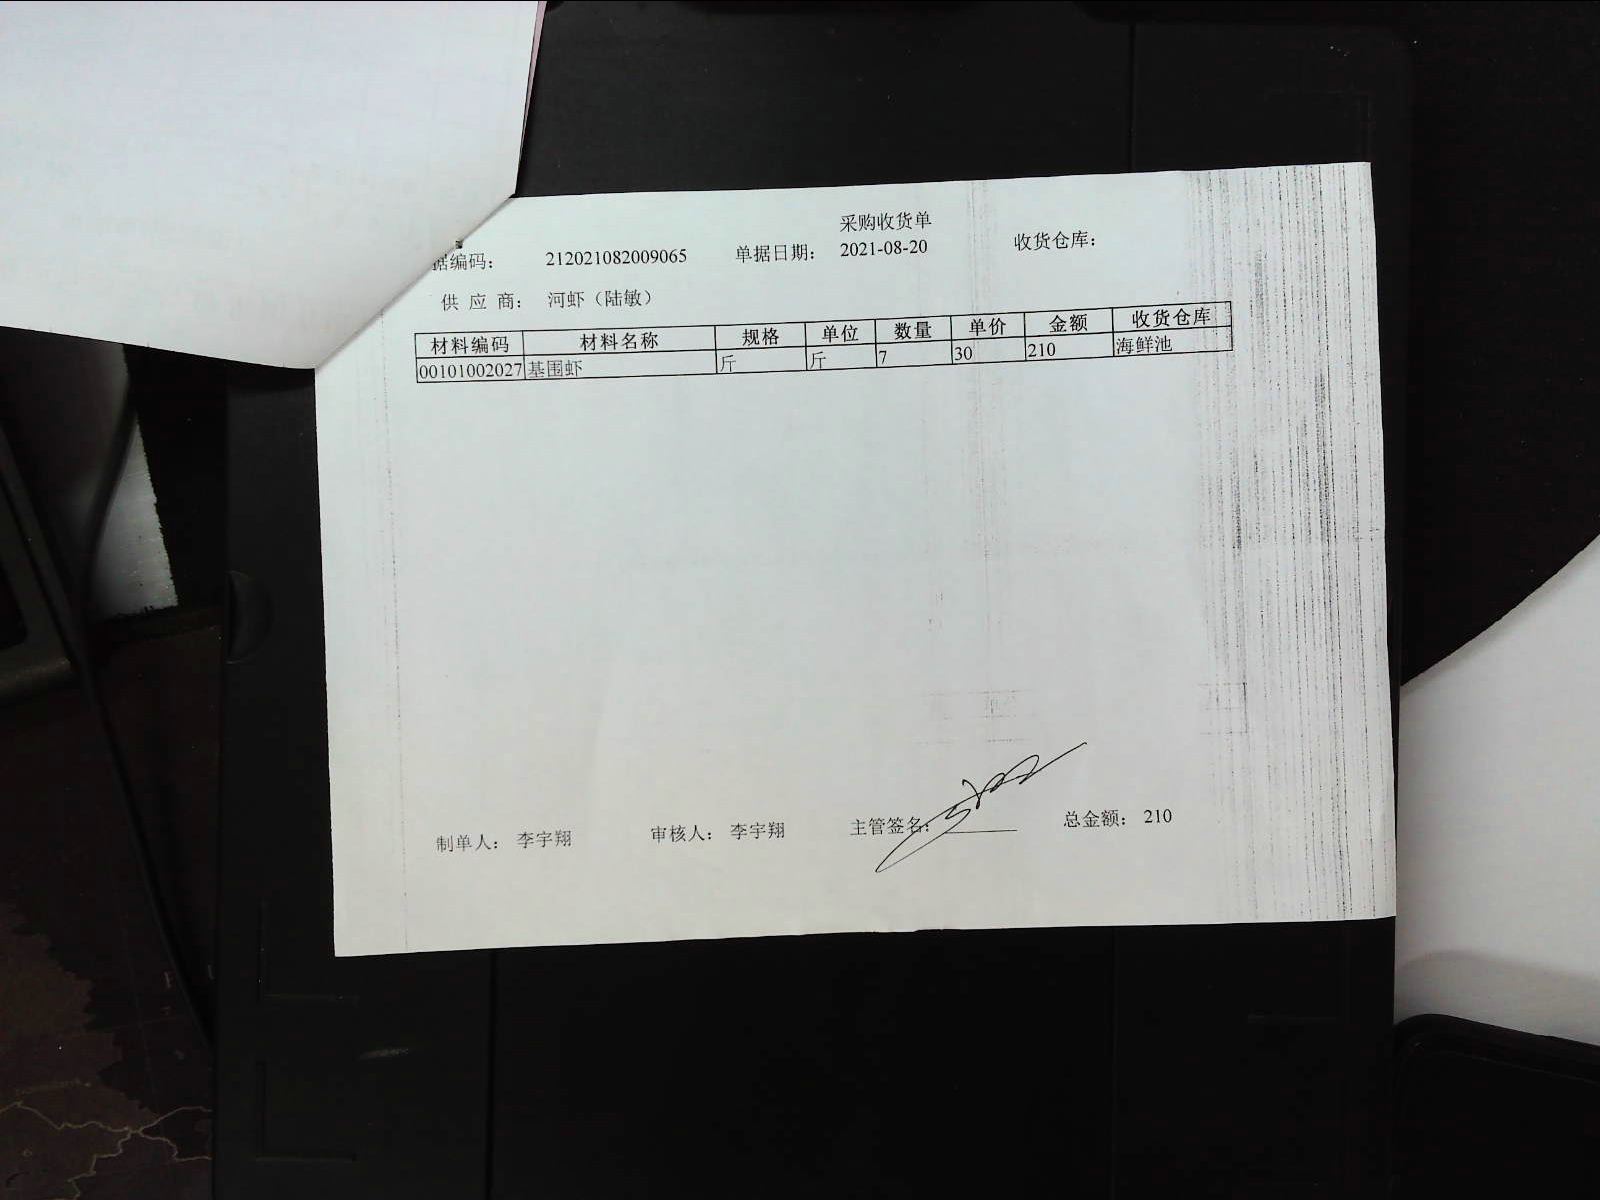 采购收货单
据编码： 212021082009065 单据日期： 2021-08-20 收货仓库：
供 应 商： 河虾（陆敏）
材料编码 材料名称 规格 单位 数量 单价 金额 收货仓库
00101002027 基围虾 斤 斤 7 30 210 海鲜池
制单人： 李宇翔 审核人： 李宇翔 主管签名： 总金额： 210